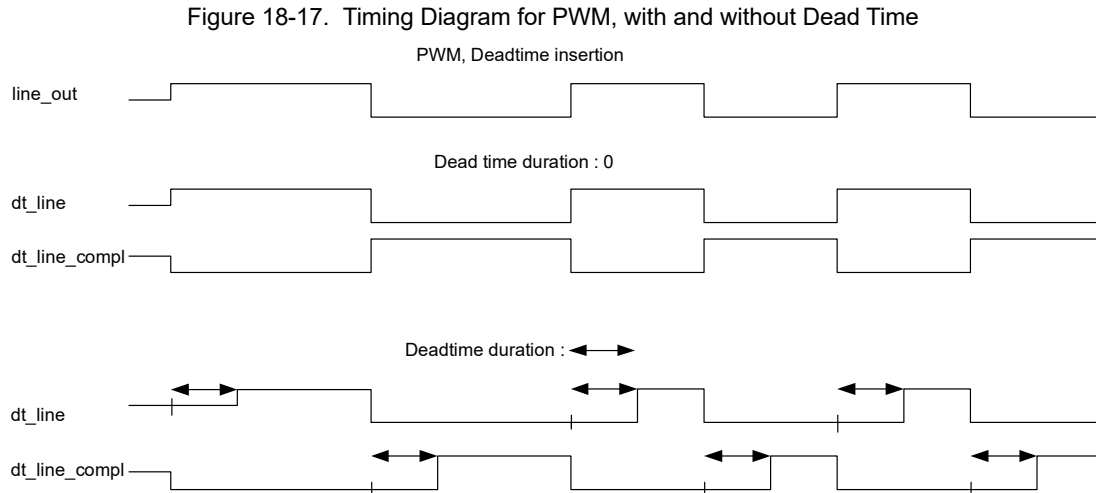 Figure 18-17. Timing Diagram for PWM, with and without Dead Time
PWM, Deadtime insertion
line_out
Dead time duration : 0
dt_line
dt_line_compl
Deadtime duration :
dt_line
dt_line_compl